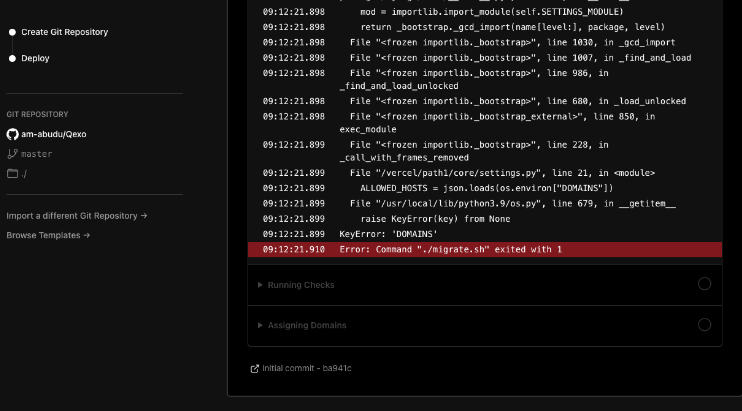 Create Git Repository
Deploy
GIT REPOSITORY
am-abudu/Qexo
master
./
Import a different Git Repository →
Browse Templates →
09:12:21.898 mod = importlib.import_module(self.SETTINGS_MODULE)
09:12:21.898 return _bootstrap._gcd_import(name[level:], package, level)
09:12:21.898 File "<frozen importlib._bootstrap>", line 1030, in _gcd_import
09:12:21.898 File "<frozen importlib._bootstrap>", line 1007, in _find_and_load
09:12:21.898 File "<frozen importlib._bootstrap>", line 986, in
_find_and_load_unlocked
09:12:21.899 File "<frozen importlib._bootstrap>", line 680, in _load_unlocked
09:12:21.899 File "<frozen importlib._bootstrap_external>", line 850, in
exec_module
09:12:21.899 File "<frozen importlib._bootstrap>", line 228, in
_call_with_frames_removed
09:12:21.899 File "/vercel/path1/core/settings.py", line 21, in <module>
09:12:21.899 ALLOWED_HOSTS = json.loads(os.environ["DOMAINS"])
09:12:21.899 File "/usr/local/lib/python3.9/os.py", line 679, in __getitem__
09:12:21.899 raise KeyError(key) from None
09:12:21.899 KeyError: 'DOMAINS'
09:12:21.910 Error: Command "./migrate.sh" exited with 1
Running Checks
Assigning Domains
Initial commit - ba941c